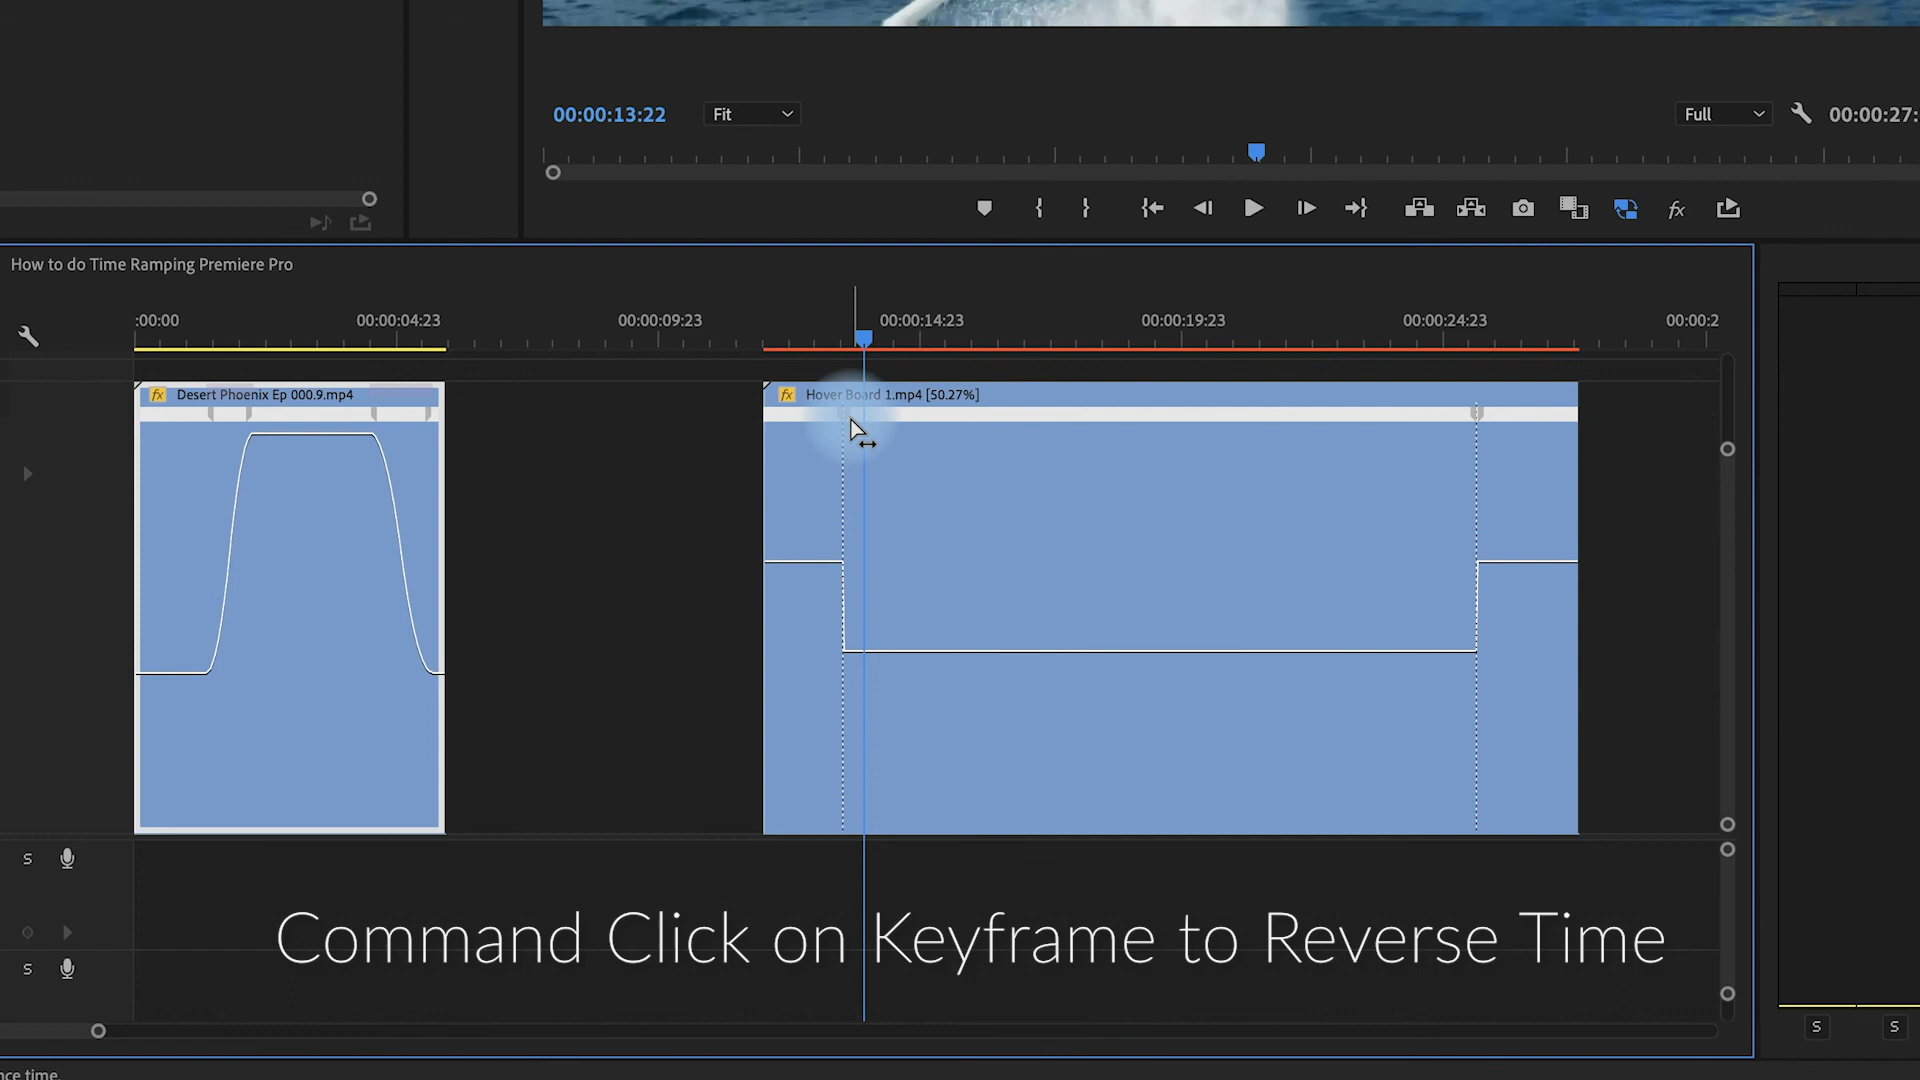 00:00:13:22
Fit
Full
00:00:27:
fx
How to do Time Ramping Premiere Pro
:00:00
00:00:04:23
00:00:09:23
00:00:14:23
00:00:19:23
00:00:24:23
00:00:2
fx Desert Phoenix Ep 000.9.mp4
fx Hover Board 1.mp4 [50.27%]
S
Command Click on Keyframe to Reverse Time
S
S
S
nce time.